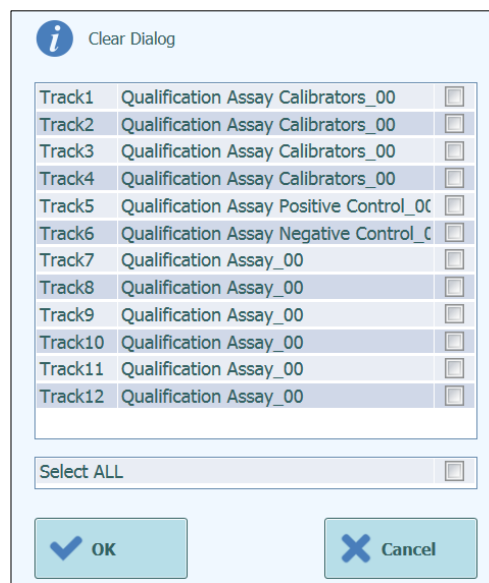 Clear Dialog
Track1 Qualification Assay Calibrators_00
Track2 Qualification Assay Calibrators_00
Track3 Qualification Assay Calibrators_00
Track4 Qualification Assay Calibrators_00
Track5 Qualification Assay Positive Control_00
Track6 Qualification Assay Negative Control_0
Track7 Qualification Assay_00
Track8 Qualification Assay_00
Track9 Qualification Assay_00
Track10 Qualification Assay_00
Track11 Qualification Assay_00
Track12 Qualification Assay_00
Select ALL
OK
Cancel